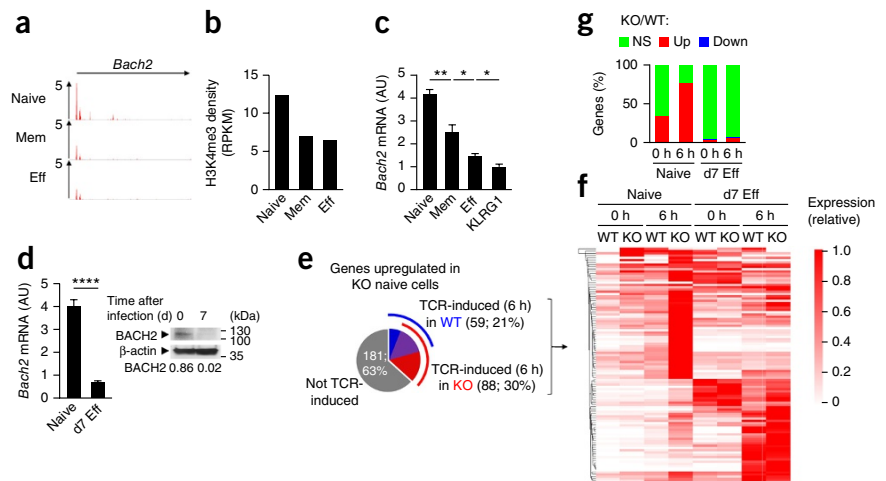 a
Bach2
5
Naive
5
Mem
5
Eff
b
H3K4me3 density
(RPKM)
15
10
5
0
Naive
Mem
Eff
c
Bach2 mRNA (AU)
5
4
3
2
1
0
** * *
Naive
Mem
Eff
KLRG1
g
KO/WT:
NS Up Down
Genes (%)
100
50
0
0 h 6 h 0 h 6 h
Naive d7 Eff
d
Bach2 mRNA (AU)
5
4
3
2
1
0
****
Naive
d7 Eff
Time after
infection (d) 0 7 (kDa)
BACH2
130
100
β-actin
35
BACH2 0.86 0.02
e
Genes upregulated in
KO naive cells
TCR-induced (6 h)
in WT (59; 21%)
181;
63%
Not TCR-
induced
TCR-induced (6 h)
in KO (88; 30%)
f
Naive d7 Eff
0 h 6 h 0 h 6 h
WT KO WT KO WT KO WT KO
Expression
(relative)
1.0
0.8
0.6
0.4
0.2
0